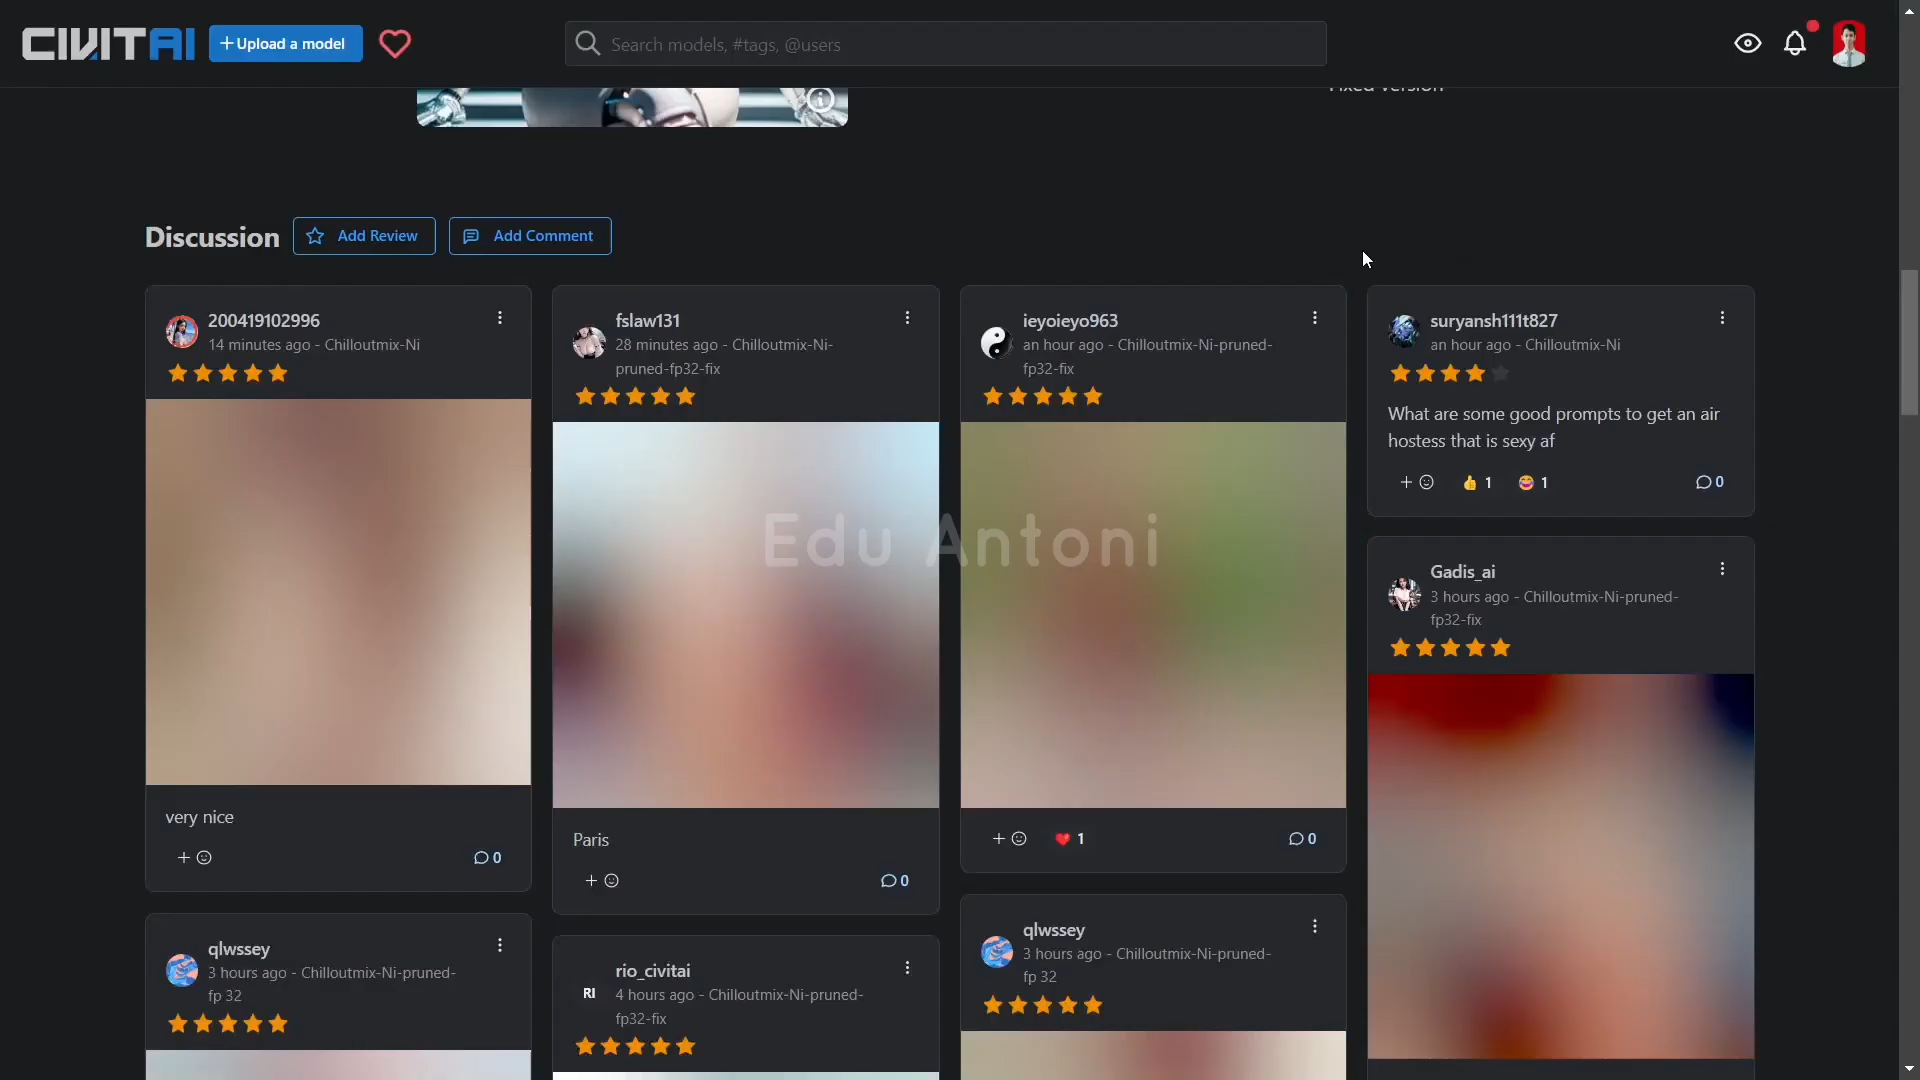 CIVITAI
Upload a model
Search models, #tags, @users
Discussion
Add Review
Add Comment
200419102996
14 minutes ago - Chilloutmix-Ni
very nice
0
fslaw131
28 minutes ago - Chilloutmix-Ni-
pruned-fp32-fix
Paris
0
ieyoieyo963
an hour ago - Chilloutmix-Ni-pruned-
fp32-fix
1
0
suryansh111t827
an hour ago - Chilloutmix-Ni
What are some good prompts to get an air
hostess that is sexy af
1
1
0
Edu Antoni
Gadis_ai
3 hours ago - Chilloutmix-Ni-pruned-
fp32-fix
qlwssey
3 hours ago - Chilloutmix-Ni-pruned-
fp 32
RI
rio_civitai
4 hours ago - Chilloutmix-Ni-pruned-
fp32-fix
qlwssey
3 hours ago - Chilloutmix-Ni-pruned-
fp 32